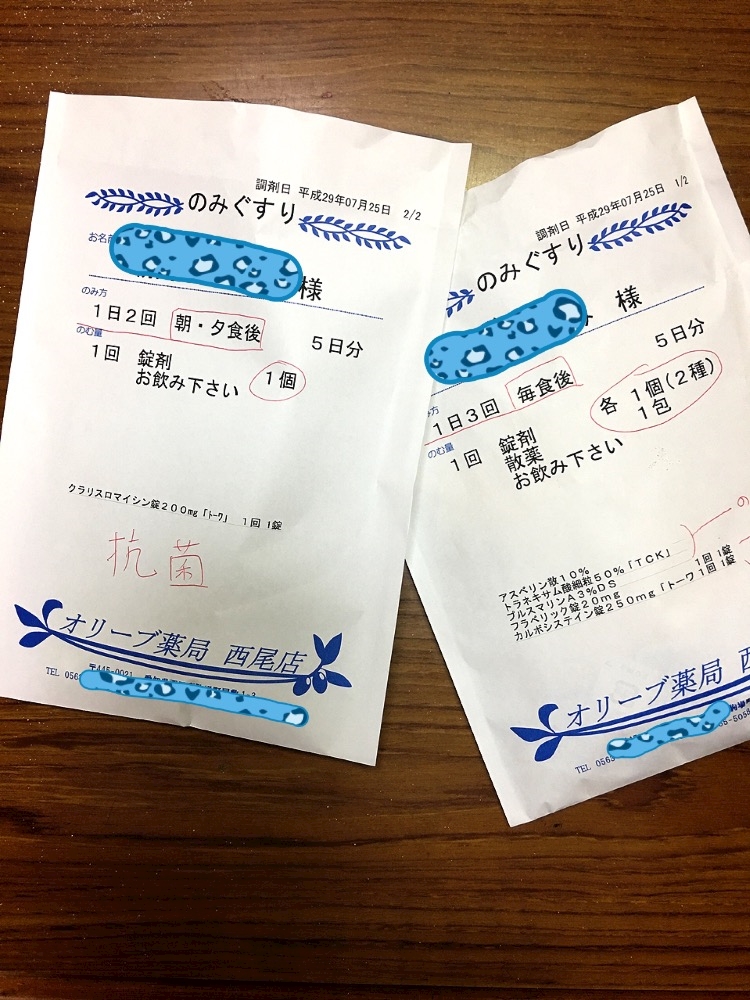 調剤日 平成29年07月25日 2/2
のみぐすり
お名前
様
のみ方
1日2回 朝・夕食後 5日分
のむ量
1回 錠剤 1個
お飲み下さい
クラリスロマイシン錠200mg「トーワ」 1回 1錠
抗菌
オリーブ薬局 西尾店
〒445-0021
TEL 056
調剤日 平成29年07月25日 1/2
のみぐすり
様
み方
1日3回 毎食後 5日分
のむ量
1回 錠剤 各 1個(2種)
散薬 1包
お飲み下さい
の
アスベリン散10%
トラネキサム酸細粒50%「TCK」
プルスマリンA3%DS
フラベリック錠20mg 1回 1錠
カルボシステイン錠250mg「トーワ 1回 1錠
オリーブ薬局 西
TEL 056